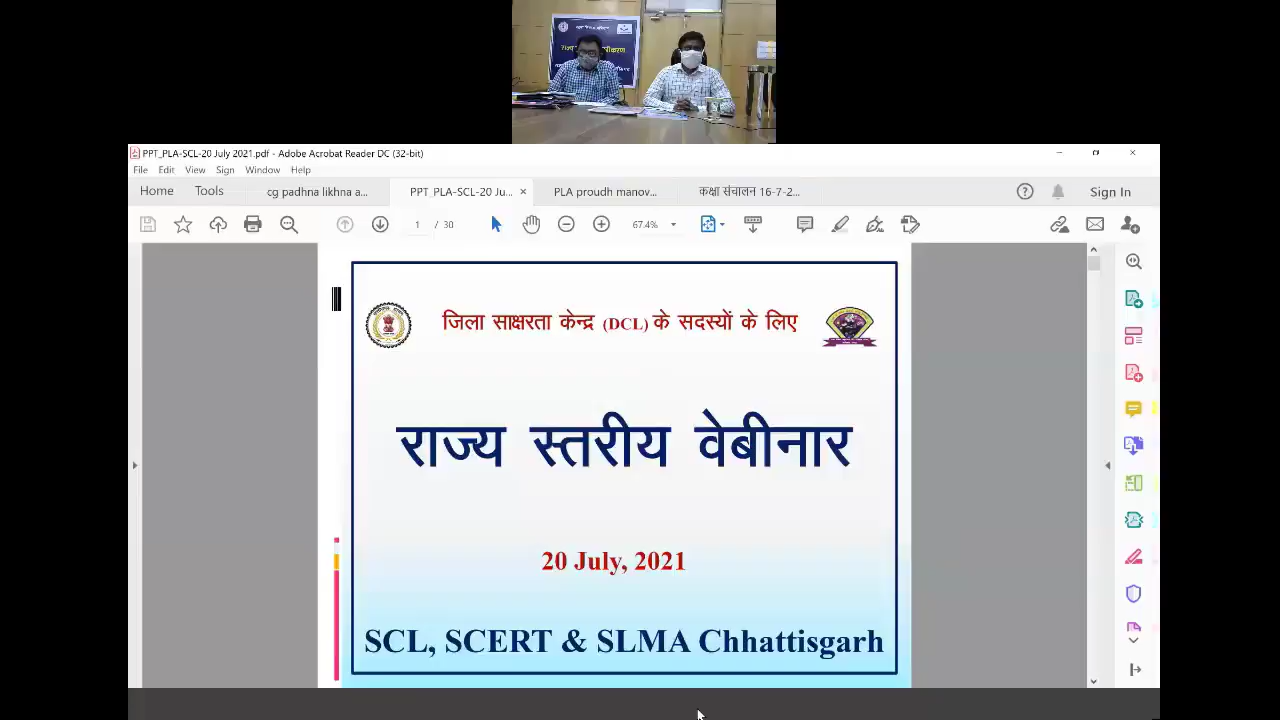 PPT_PLA-SCL-20 July 2021.pdf - Adobe Acrobat Reader DC (32-bit)
File Edit View Sign Window Help
Home Tools cg padhna likhna a... PPT_PLA-SCL-20 Ju... PLA proudh manov... कक्षा संचालन 16-7-2... Sign In
1 / 30 67.4%
जिला साक्षरता केन्द्र (DCL) के सदस्यों के लिए
राज्य स्तरीय वेबीनार
20 July, 2021
SCL, SCERT & SLMA Chhattisgarh